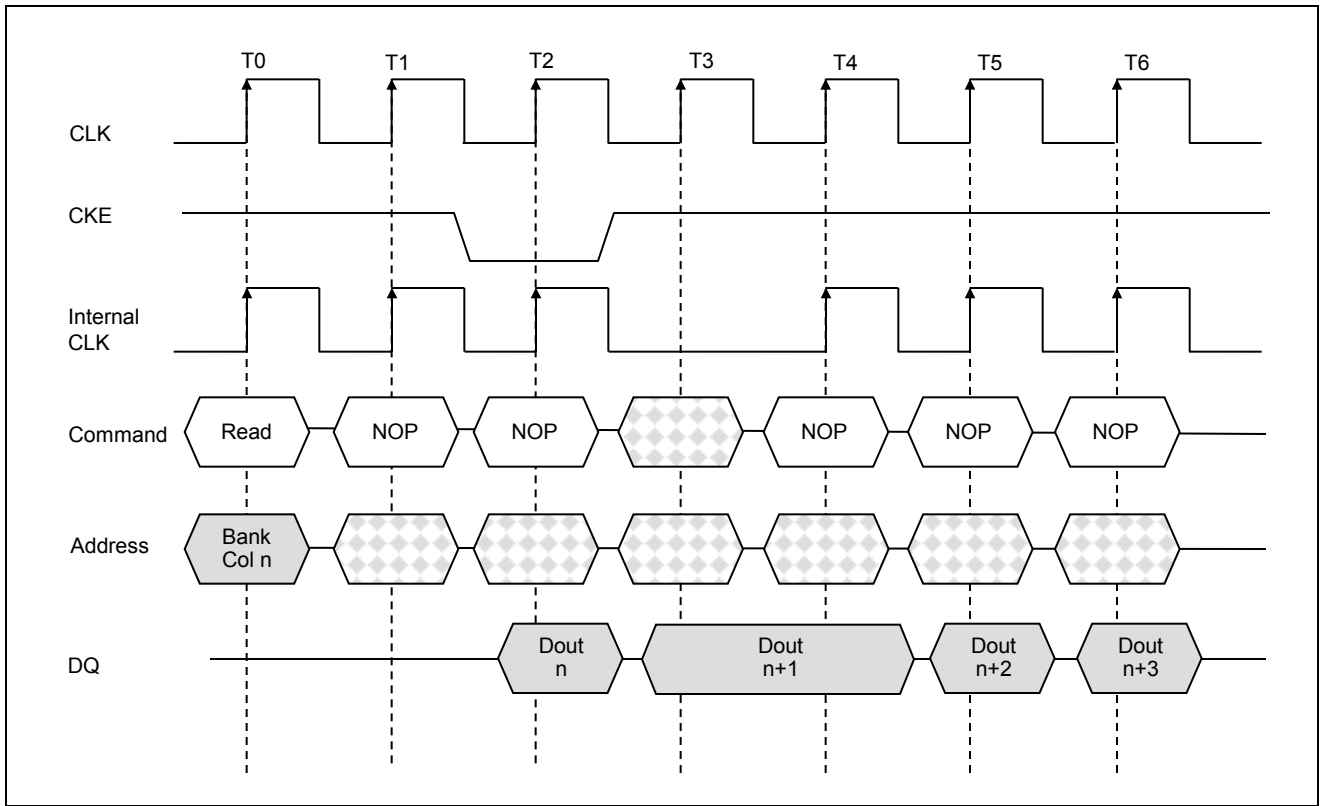 T0 T1 T2 T3 T4 T5 T6
CLK
CKE
Internal
CLK
Command Read NOP NOP NOP NOP NOP
Address Bank
Col n
DQ Dout Dout Dout Dout
n n+1 n+2 n+3